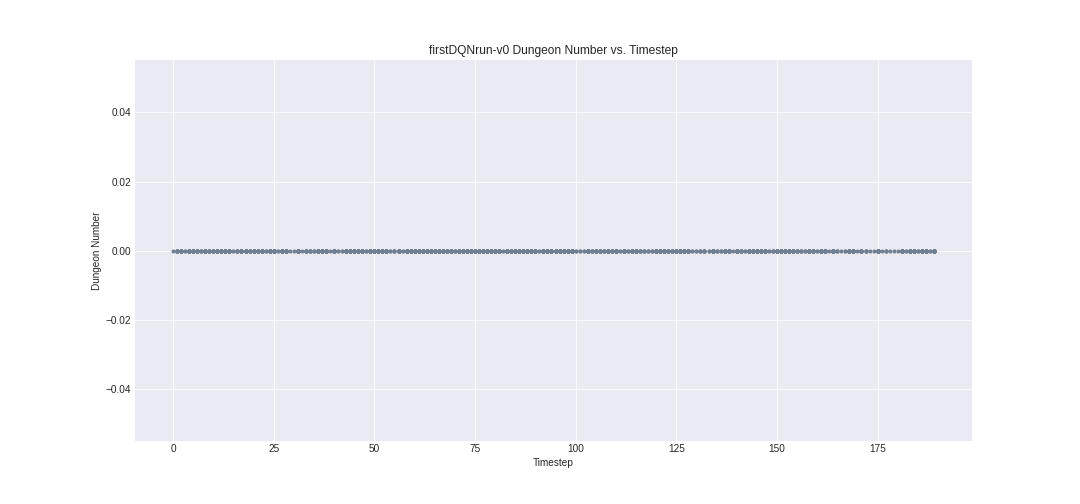 firstDQNrun-v0 Dungeon Number vs. Timestep
0.04
0.02
0.00
−0.02
−0.04
Dungeon Number
0 25 50 75 100 125 150 175
Timestep